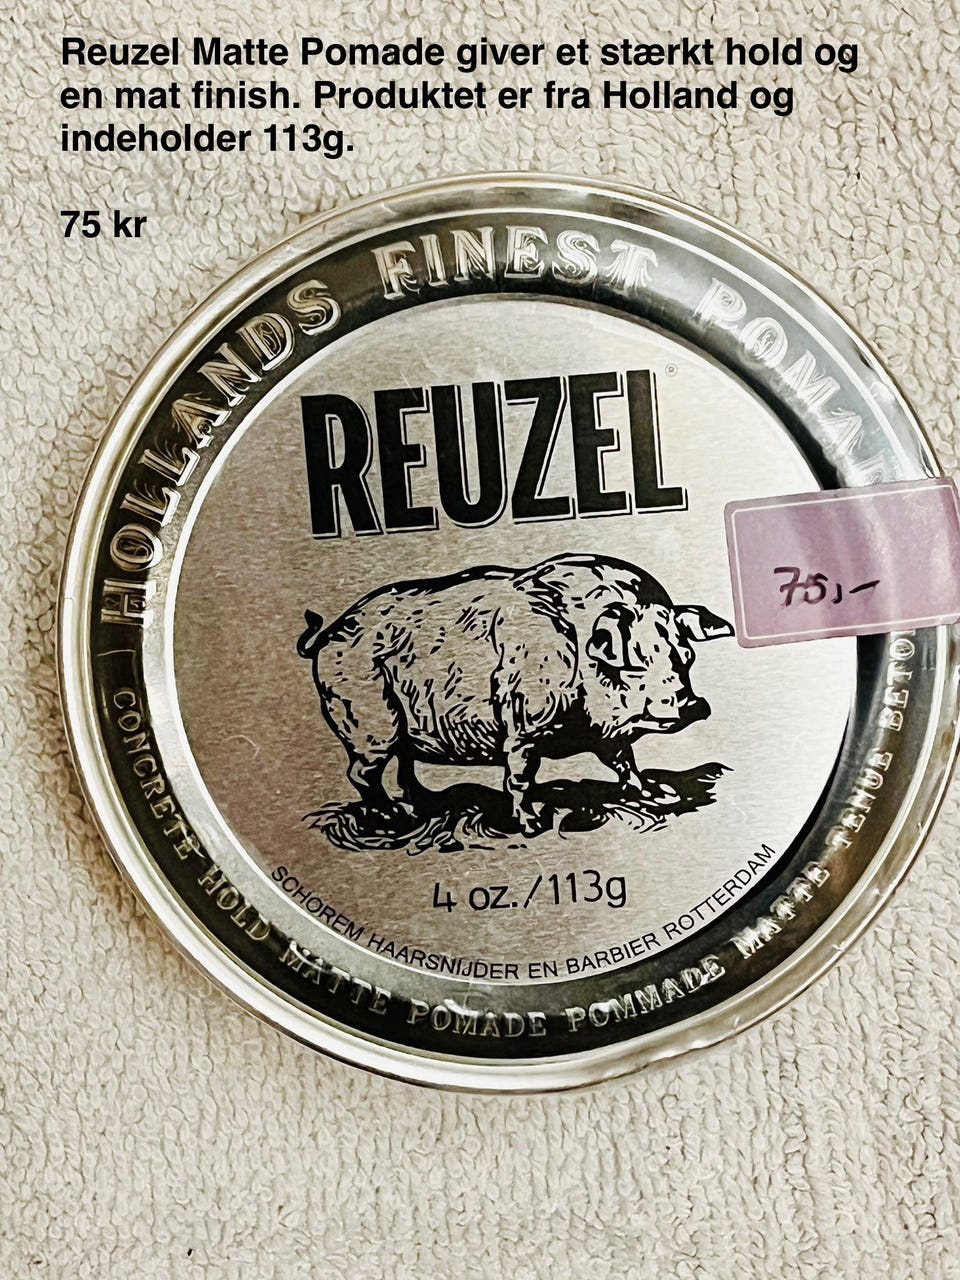 Reuzel Matte Pomade giver et stærkt hold og
en mat finish. Produktet er fra Holland og
indeholder 113g.
75 kr
HOLLANDS FINEST
REUZEL®
75,-
4 oz./113g
SCHOREM HAARSNIJDER EN BARBIER ROTTERDAM
CONCRETE HOLD MATTE POMADE POMMADE MATTE TENUE